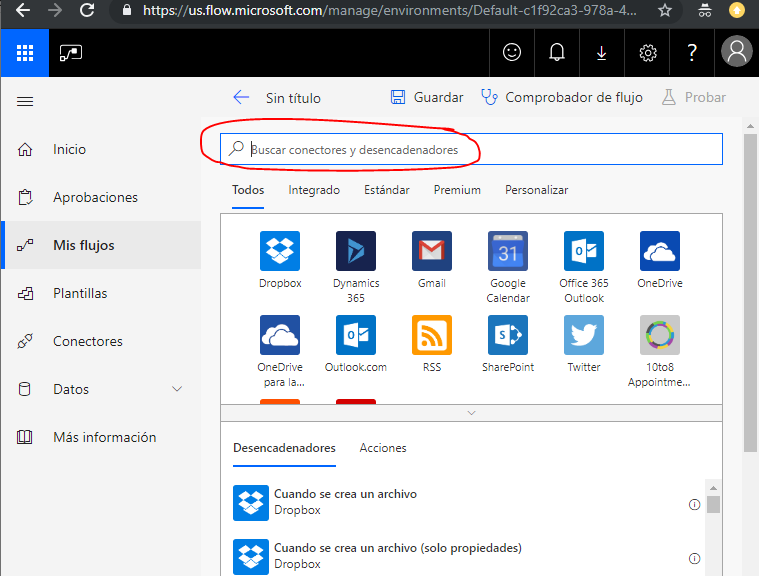 https://us.flow.microsoft.com/manage/environments/Default-c1f92ca3-978a-4...
?
Sin título
Guardar
Comprobador de flujo
Probar
Inicio
Aprobaciones
Mis flujos
Plantillas
Conectores
Datos
Más información
Buscar conectores y desencadenadores
Todos
Integrado
Estándar
Premium
Personalizar
31
Dropbox
Dynamics
365
Gmail
Google
Calendar
Office 365
Outlook
OneDrive
OneDrive
para la...
Outlook.com
RSS
SharePoint
Twitter
10to8
Appointme...
Desencadenadores
Acciones
Cuando se crea un archivo
Dropbox
Cuando se crea un archivo (solo propiedades)
Dropbox